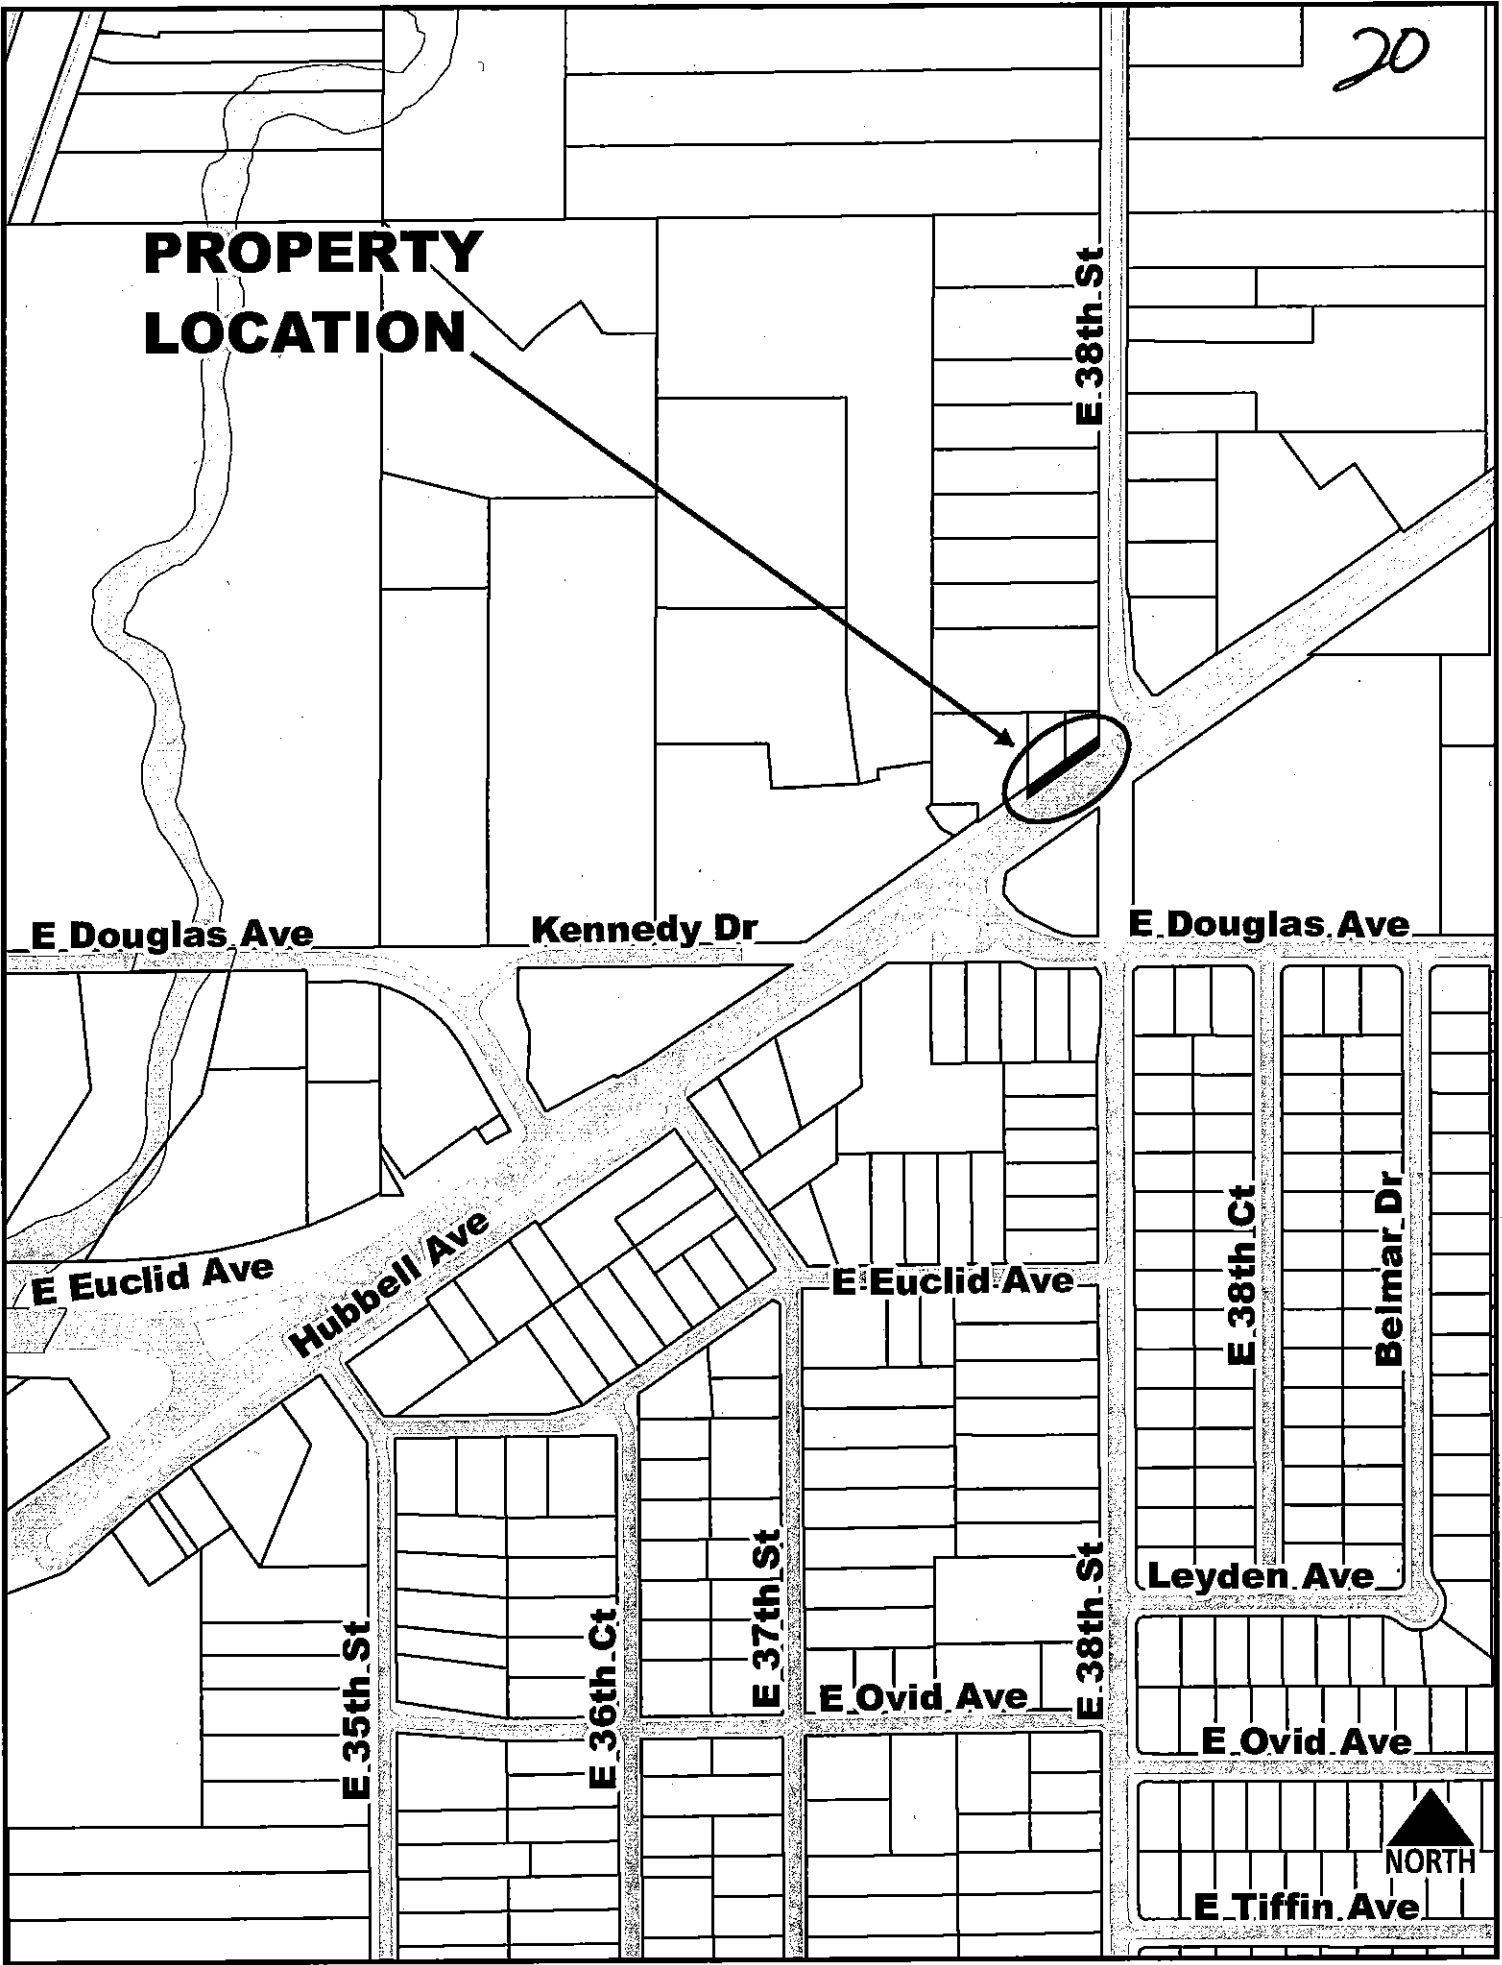 20
PROPERTY
LOCATION
E 38th St
E Douglas Ave
Kennedy Dr
E Douglas Ave
E Euclid Ave
Hubbell Ave
E Euclid Ave
E 38th Ct
Belmar Dr
Leyden Ave
E 35th St
E 36th Ct
E 37th St
E 38th St
E Ovid Ave
E Ovid Ave
NORTH
E Tiffin Ave